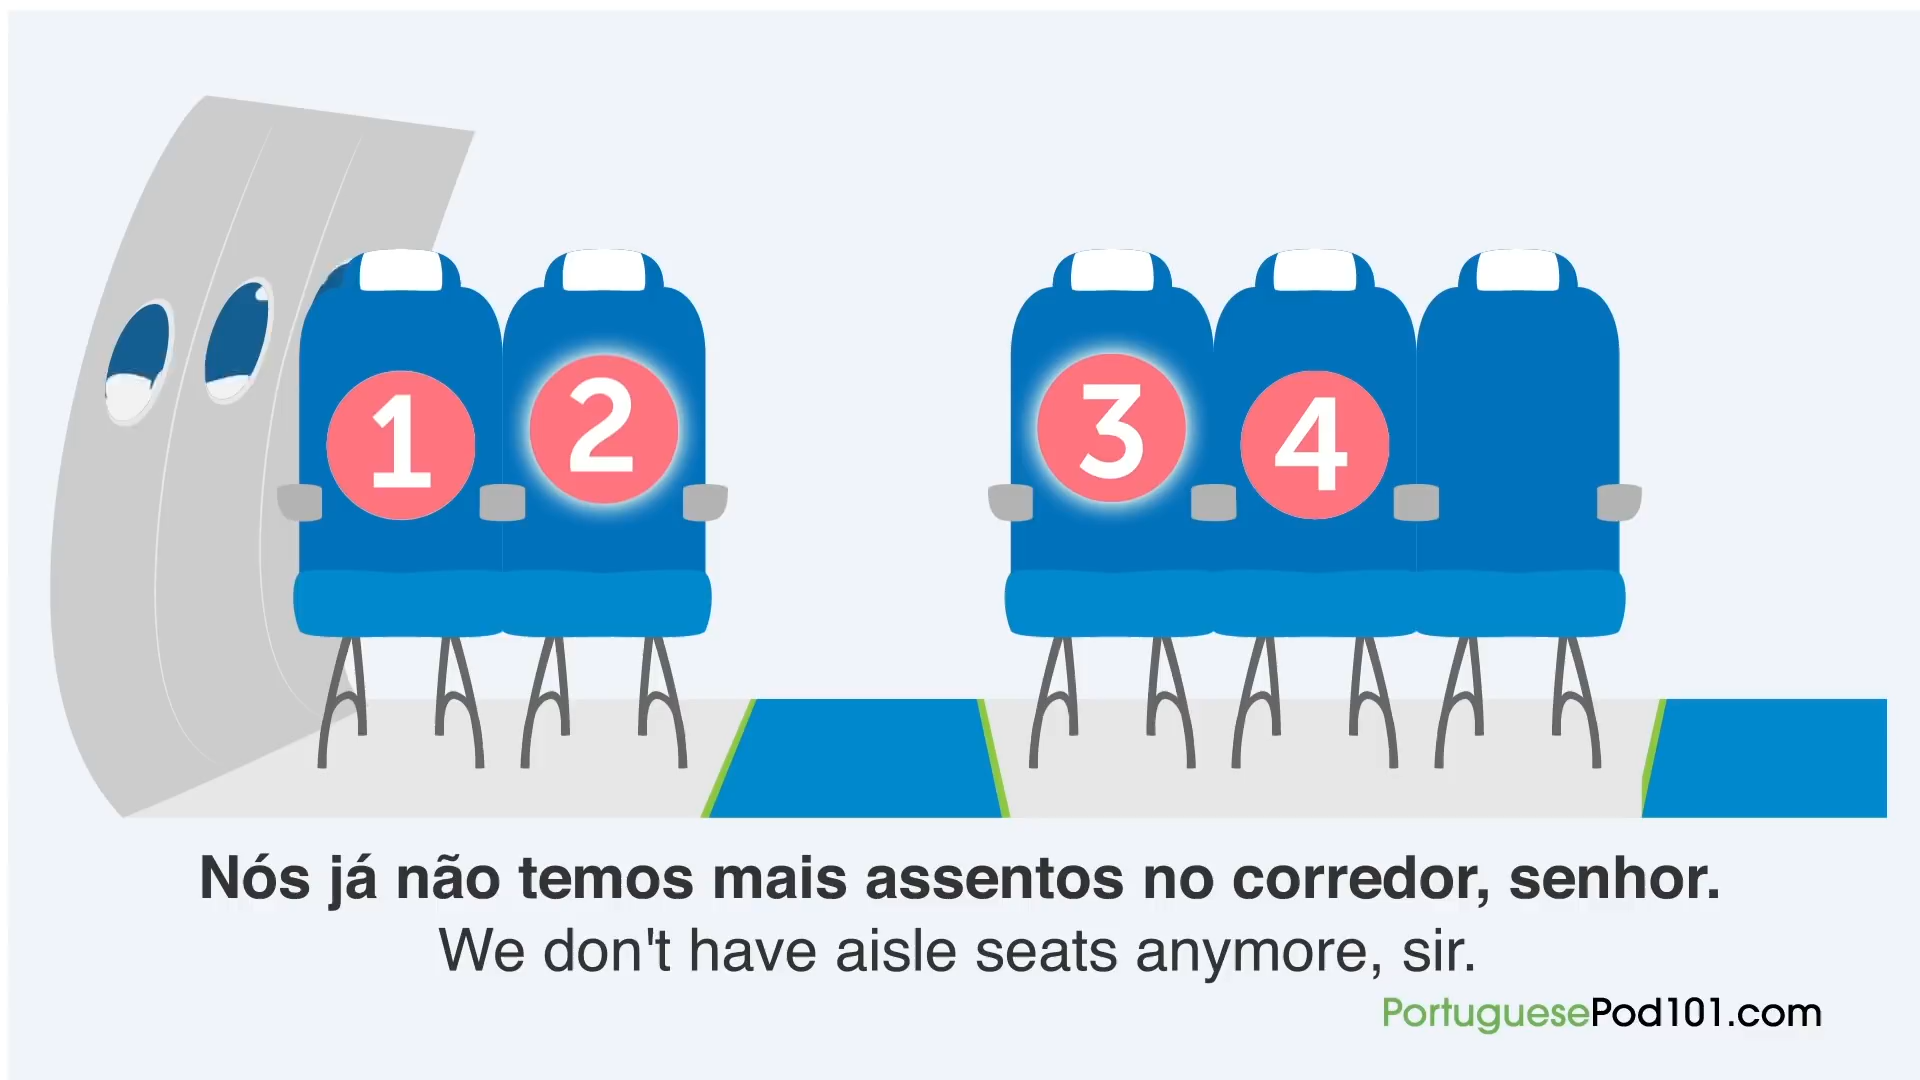 1 2 3 4
Nós já não temos mais assentos no corredor, senhor.
We don't have aisle seats anymore, sir.
PortuguesePod101.com